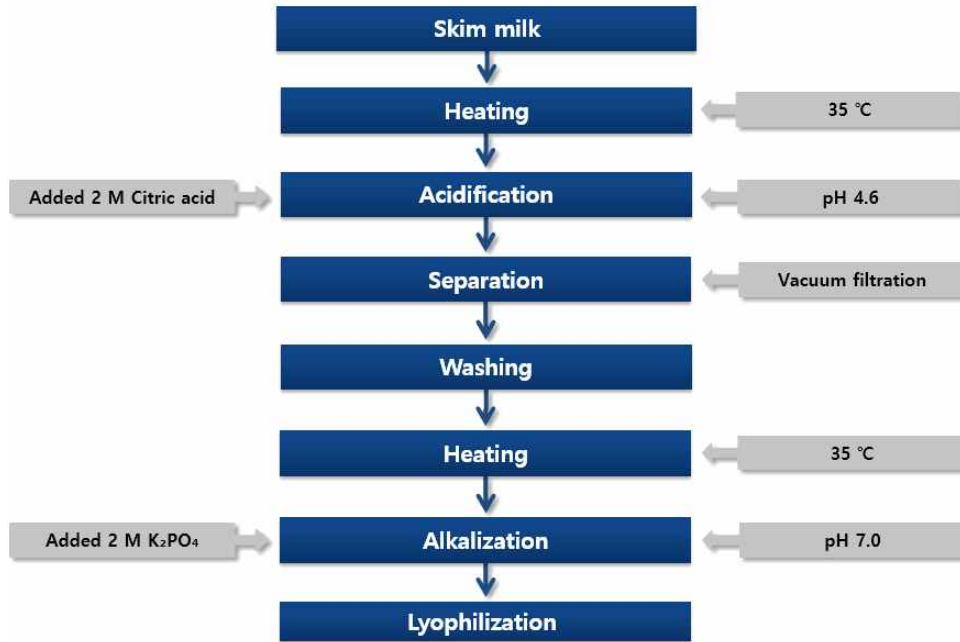 Skim milk
Heating
35 ℃
Added 2 M Citric acid
Acidification
pH 4.6
Separation
Vacuum filtration
Washing
Heating
35 ℃
Added 2 M K₂PO₄
Alkalization
pH 7.0
Lyophilization